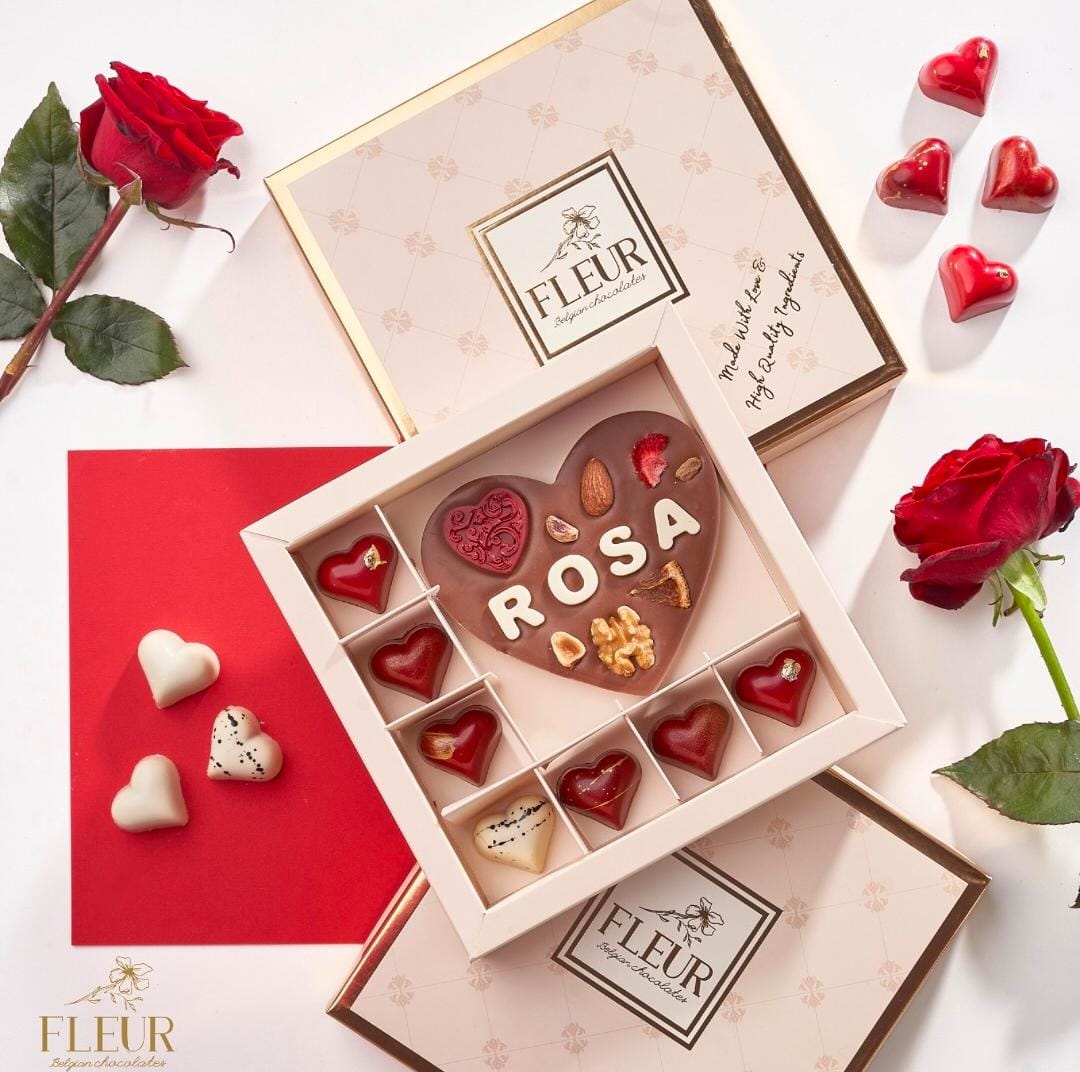 FLEUR
Belgian chocolates
Made With Love &
High Quality Ingredients
ROSA
FLEUR
Belgian chocolates
FLEUR
Belgian chocolates